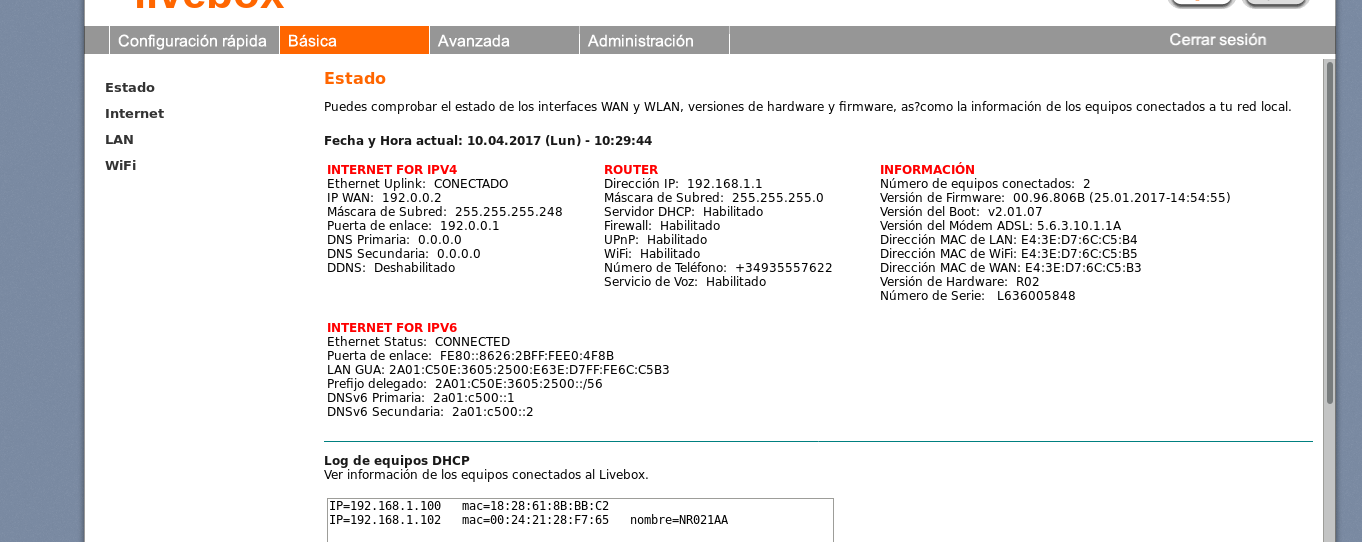 livebox
Configuración rápida Básica Avanzada Administración Cerrar sesión
Estado
Internet
LAN
WiFi
Estado
Puedes comprobar el estado de los interfaces WAN y WLAN, versiones de hardware y firmware, as?como la información de los equipos conectados a tu red local.
Fecha y Hora actual: 10.04.2017 (Lun) - 10:29:44
INTERNET FOR IPV4
Ethernet Uplink: CONECTADO
IP WAN: 192.0.0.2
Máscara de Subred: 255.255.255.248
Puerta de enlace: 192.0.0.1
DNS Primaria: 0.0.0.0
DNS Secundaria: 0.0.0.0
DDNS: Deshabilitado
ROUTER
Dirección IP: 192.168.1.1
Máscara de Subred: 255.255.255.0
Servidor DHCP: Habilitado
Firewall: Habilitado
UPnP: Habilitado
WiFi: Habilitado
Número de Teléfono: +34935557622
Servicio de Voz: Habilitado
INFORMACIÓN
Número de equipos conectados: 2
Versión de Firmware: 00.96.806B (25.01.2017-14:54:55)
Versión del Boot: v2.01.07
Versión del Módem ADSL: 5.6.3.10.1.1A
Dirección MAC de LAN: E4:3E:D7:6C:C5:B4
Dirección MAC de WiFi: E4:3E:D7:6C:C5:B5
Dirección MAC de WAN: E4:3E:D7:6C:C5:B3
Versión de Hardware: R02
Número de Serie: L636005848
INTERNET FOR IPV6
Ethernet Status: CONNECTED
Puerta de enlace: FE80::8626:2BFF:FEE0:4F8B
LAN GUA: 2A01:C50E:3605:2500:E63E:D7FF:FE6C:C5B3
Prefijo delegado: 2A01:C50E:3605:2500::/56
DNSv6 Primaria: 2a01:c500::1
DNSv6 Secundaria: 2a01:c500::2
Log de equipos DHCP
Ver información de los equipos conectados al Livebox.
IP=192.168.1.100 mac=18:28:61:8B:BB:C2
IP=192.168.1.102 mac=00:24:21:28:F7:65 nombre=NR021AA